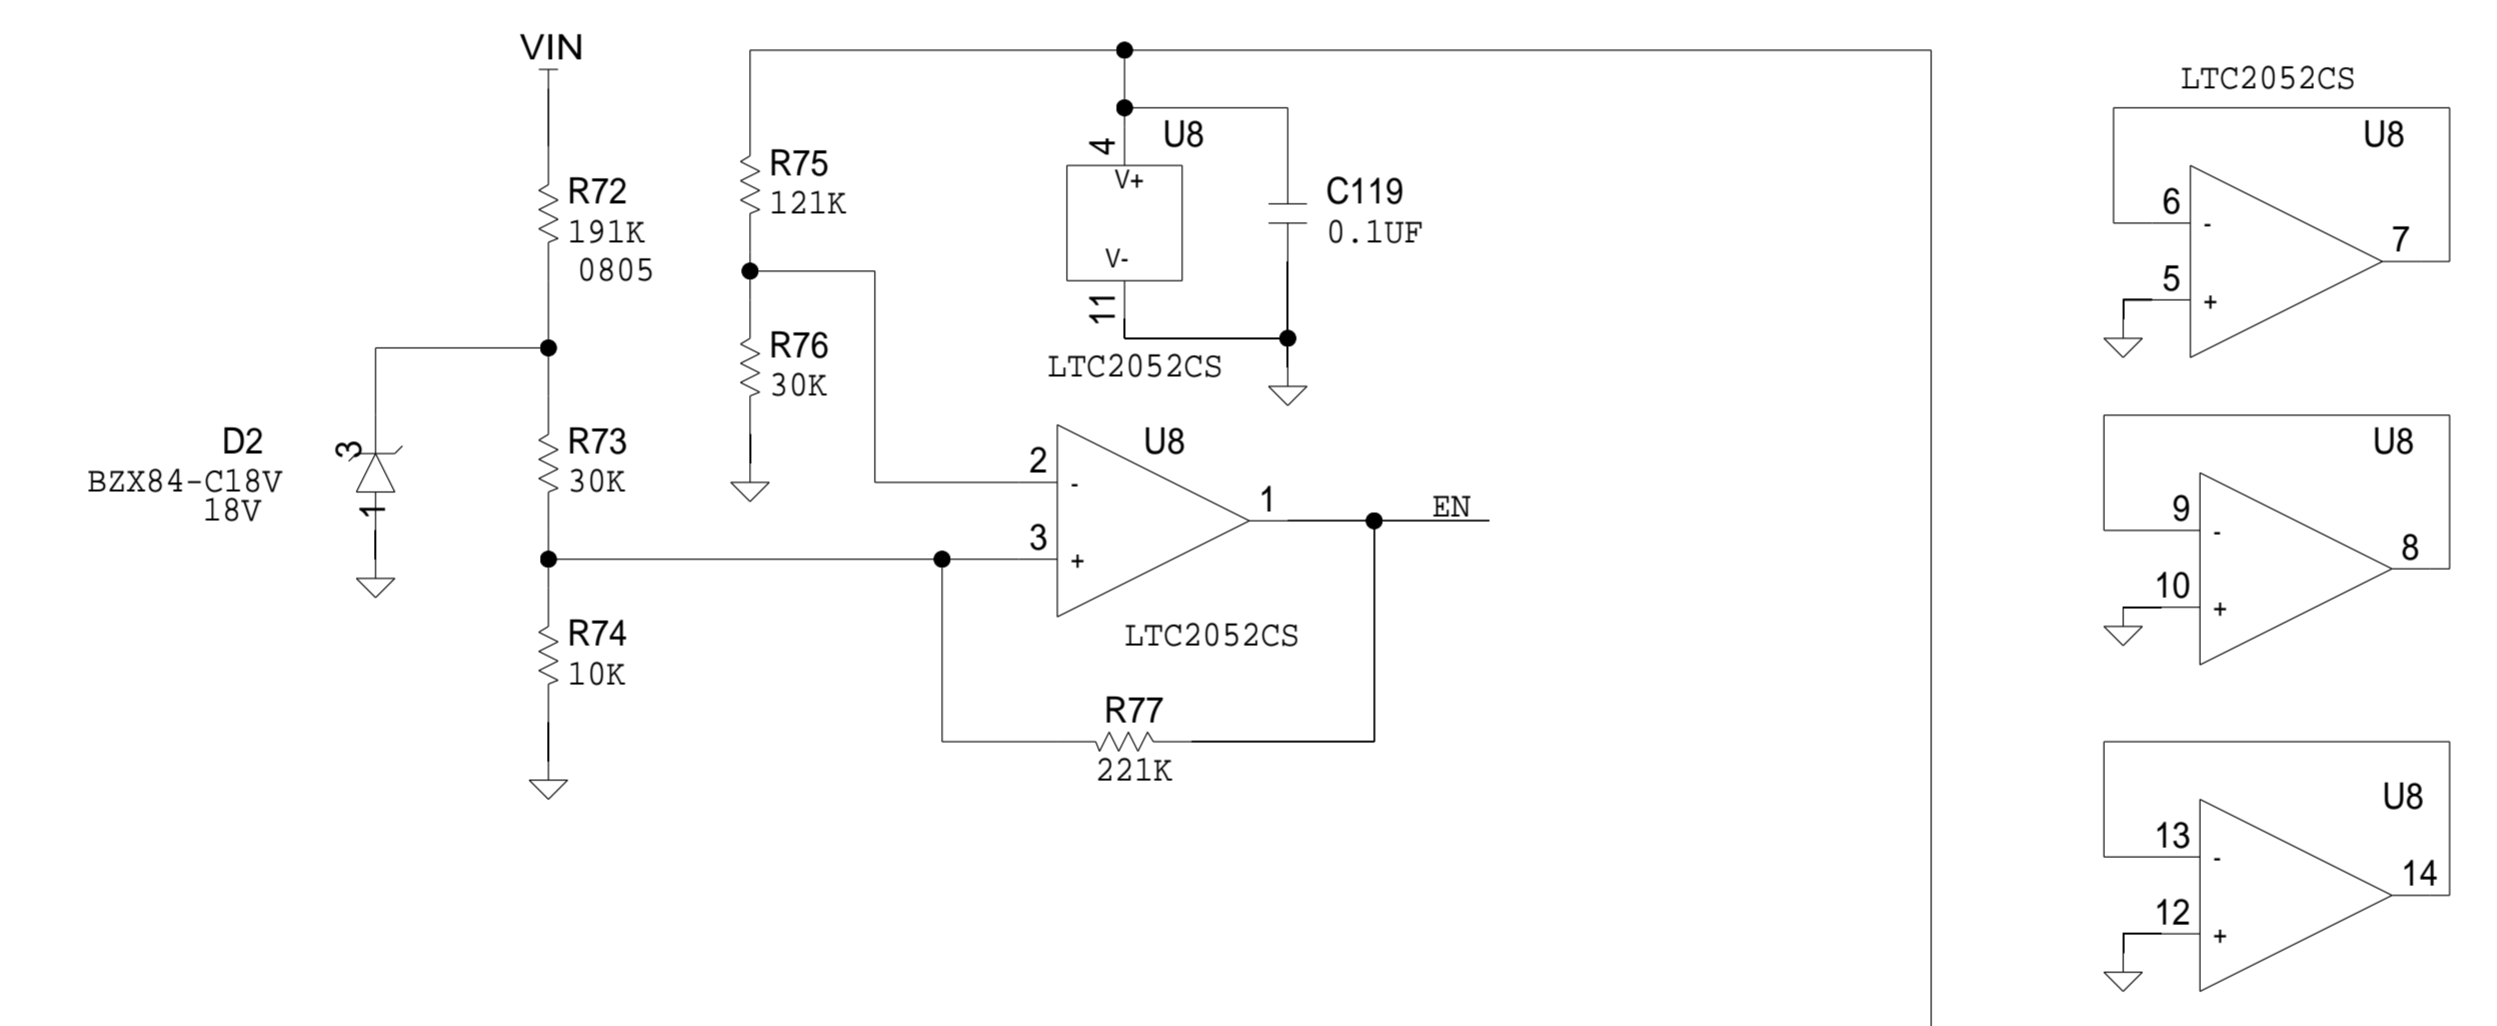 VIN
R72
191K
0805
D2
BZX84-C18V
18V
3
1
R73
30K
R74
10K
R75
121K
R76
30K
4
U8
V+
V-
11
LTC2052CS
C119
0.1UF
2
-
3
+
U8
1
EN
LTC2052CS
R77
221K
LTC2052CS
U8
6
-
5
+
7
U8
9
-
10
+
8
U8
13
-
12
+
14